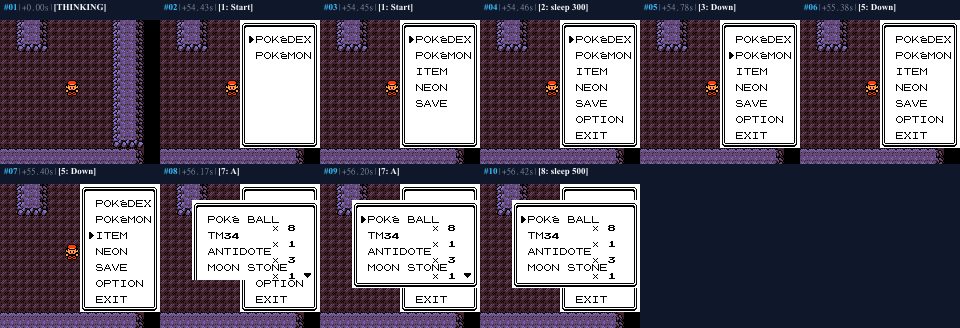 #01 | +0.00s | [THINKING]
#02 | +54.43s | [1: Start]
POKéDEX
POKéMON
#03 | +54.45s | [1: Start]
POKéDEX
POKéMON
ITEM
NEON
SAVE
#04 | +54.46s | [2: sleep 300]
POKéDEX
POKéMON
ITEM
NEON
SAVE
OPTION
EXIT
#05 | +54.78s | [3: Down]
POKéDEX
POKéMON
ITEM
NEON
SAVE
OPTION
EXIT
#06 | +55.38s | [5: Down]
POKéDEX
POKéMON
ITEM
NEON
SAVE
OPTION
EXIT
#07 | +55.40s | [5: Down]
POKéDEX
POKéMON
ITEM
NEON
SAVE
OPTION
EXIT
#08 | +56.17s | [7: A]
POKé BALL
× 8
TM34
× 1
ANTIDOTE
× 3
MOON STONE
× 1
OPTION
EXIT
#09 | +56.20s | [7: A]
POKé BALL
× 8
TM34
× 1
ANTIDOTE
× 3
MOON STONE
× 1
EXIT
#10 | +56.42s | [8: sleep 500]
POKé BALL
× 8
TM34
× 1
ANTIDOTE
× 3
MOON STONE
× 1
EXIT